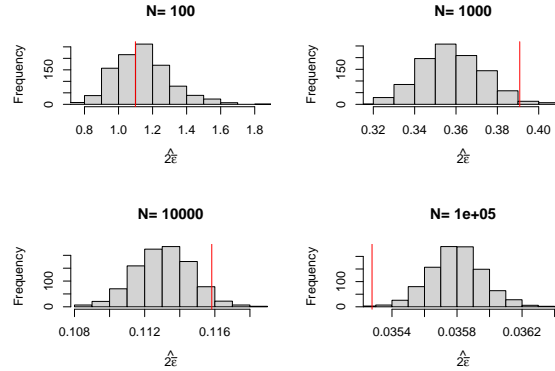 N= 100
Frequency
0 150
0.8 1.0 1.2 1.4 1.6 1.8
2ε̂
N= 1000
Frequency
0 150
0.32 0.34 0.36 0.38 0.40
2ε̂
N= 10000
Frequency
0 100
0.108 0.112 0.116
2ε̂
N= 1e+05
Frequency
0 100
0.0354 0.0358 0.0362
2ε̂